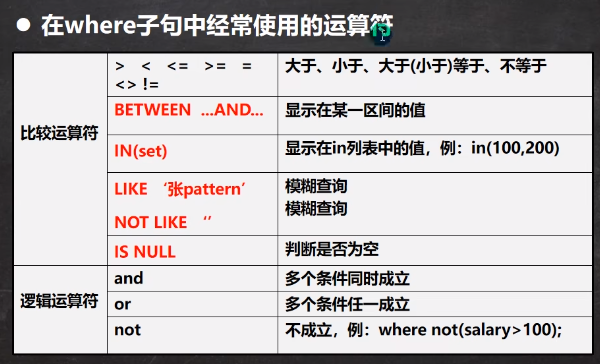 ● 在where子句中经常使用的运算符
比较运算符
> < <= >= =
<> !=
大于、小于、大于(小于)等于、不等于
BETWEEN ...AND...
显示在某一区间的值
IN(set)
显示在in列表中的值，例：in(100,200)
LIKE ‘张pattern’
NOT LIKE ‘’
模糊查询
模糊查询
IS NULL
判断是否为空
逻辑运算符
and
多个条件同时成立
or
多个条件任一成立
not
不成立，例：where not(salary>100);